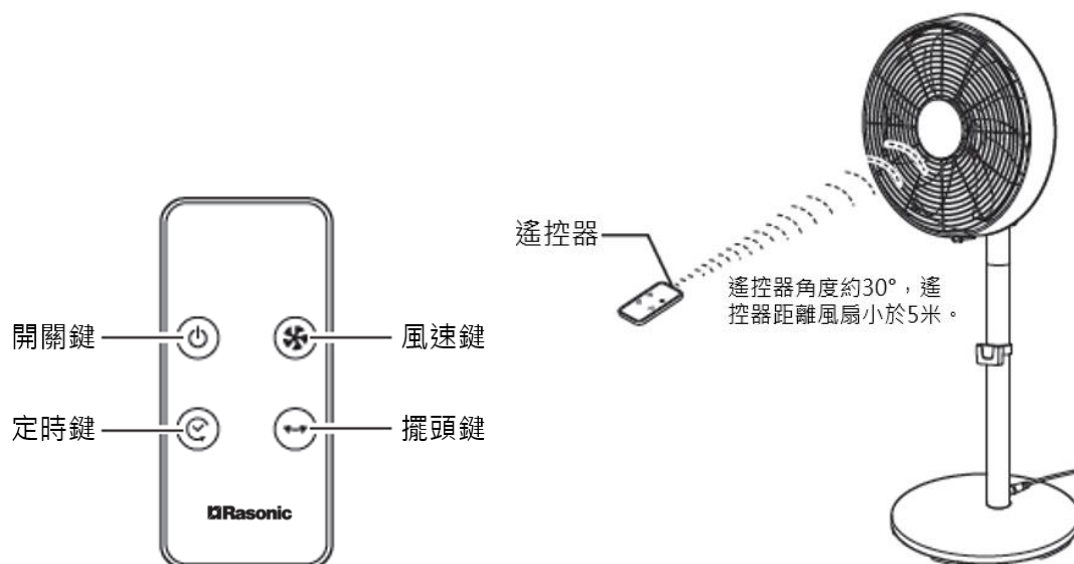 開關鍵
風速鍵
定時鍵
擺頭鍵
Rasonic
遙控器
遙控器角度約30°，遙
控器距離風扇小於5米。